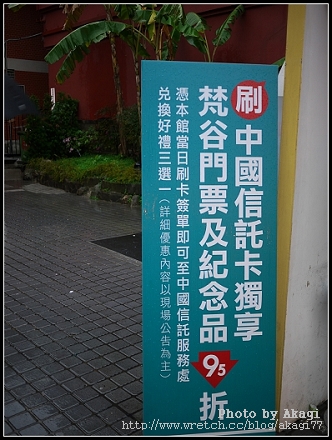 刷中國信託卡獨享
梵谷門票及紀念品95折
憑本館當日刷卡簽單即可至中國信託服務處
兌換好禮三選一(詳細優惠內容以現場公告為主)
Photo by Akagi
http://www.wretch.cc/blog/akagi77